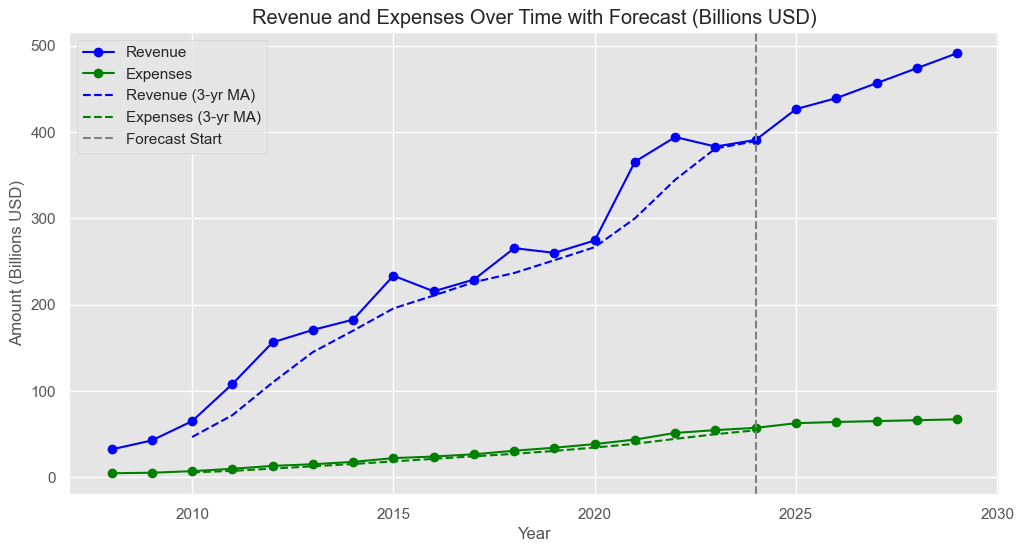 Revenue and Expenses Over Time with Forecast (Billions USD)
Revenue
Expenses
Revenue (3-yr MA)
Expenses (3-yr MA)
Forecast Start
Amount (Billions USD)
500
400
300
200
100
0
2010
2015
2020
2025
2030
Year